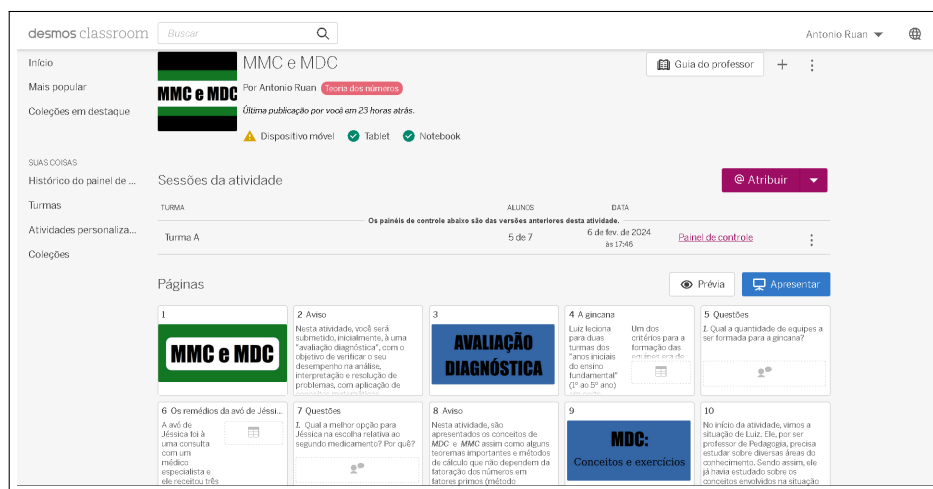 desmos classroom
Buscar
Antonio Ruan
Início
Mais popular
Coleções em destaque
SUAS COISAS
Histórico do painel de ...
Turmas
Atividades personaliza...
Coleções
MMC e MDC
MMC e MDC
Por Antonio Ruan Teoria dos números
Última publicação por você em 23 horas atrás.
Dispositivo móvel Tablet Notebook
Guia do professor
Sessões da atividade
@ Atribuir
TURMA ALUNOS DATA
Os painéis de controle abaixo são das versões anteriores desta atividade.
Turma A 5 de 7 6 de fev. de 2024 Painel de controle
às 17:46
Páginas
Prévia
Apresentar
1
MMC e MDC
2 Aviso
Nesta atividade, você será
submetido, inicialmente, à uma
"avaliação diagnóstica", com o
objetivo de verificar o seu
desempenho na análise,
interpretação e resolução de
problemas, com aplicação de
3
AVALIAÇÃO
DIAGNÓSTICA
4 A gincana
Luiz leciona
para duas
turmas dos
"anos iniciais
do ensino
fundamental"
(1º ao 5º ano)
Um dos
critérios para a
formação das
equipes era de
5 Questões
1. Qual a quantidade de equipes a
ser formada para a gincana?
6 Os remédios da avó de Jéssi...
A avó de
Jéssica foi à
uma consulta
com um
médico
especialista e
ele receitou três
7 Questões
1. Qual a melhor opção para
Jéssica na escolha relativa ao
segundo medicamento? Por quê?
8 Aviso
Nesta atividade, são
apresentados os conceitos de
MDC e MMC assim como alguns
teoremas importantes e métodos
de cálculo que não dependem da
fatoração dos números em
fatores primos (método
9
MDC:
Conceitos e exercícios
10
No início da atividade, vimos a
situação de Luiz. Ele, por ser
professor de Pedagogia, precisa
estudar sobre diversas áreas do
conhecimento. Sendo assim, ele
já havia estudado sobre os
conceitos envolvidos na situação